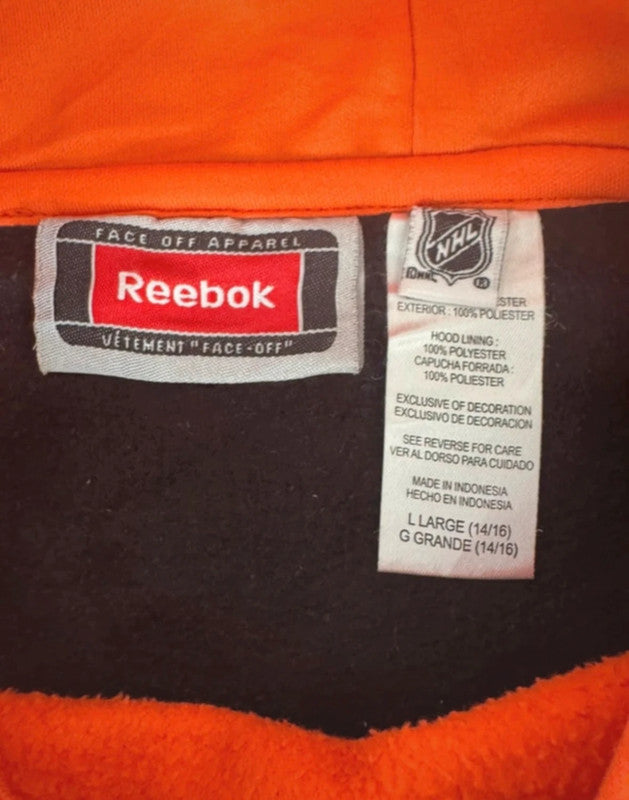 FACE OFF APPAREL
Reebok
VÊTEMENT "FACE-OFF"
NHL
EXTERIOR : 100% POLIESTER
HOOD LINING :
100% POLYESTER
CAPUCHA FORRADA :
100% POLIESTER
EXCLUSIVE OF DECORATION
EXCLUSIVO DE DECORACION
SEE REVERSE FOR CARE
VER AL DORSO PARA CUIDADO
MADE IN INDONESIA
HECHO EN INDONESIA
L LARGE (14/16)
G GRANDE (14/16)